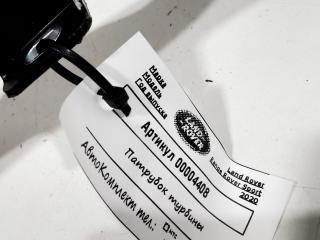 Марка
Модель
Год выпуска
LAND ROVER
Land Rover
Range Rover Sport
2020
Артикул 00004408
Патрубок турбины
АвтоКомплект тел.: